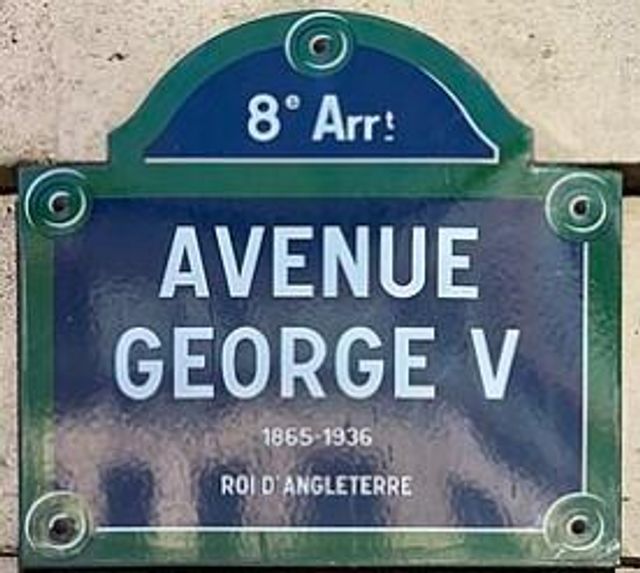 8e Arrt
AVENUE
GEORGE V
1865-1936
ROI D'ANGLETERRE